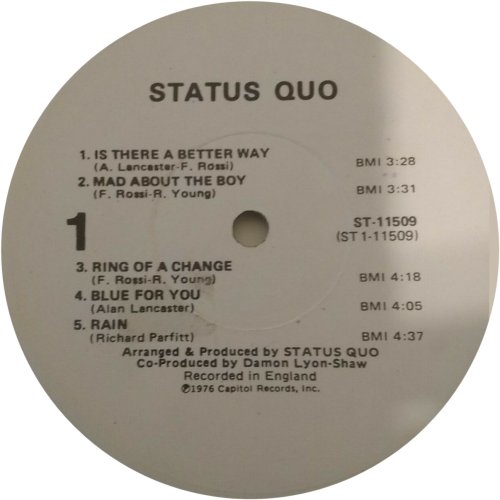 STATUS QUO
1. IS THERE A BETTER WAY
(A. Lancaster-F. Rossi) BMI 3:28
2. MAD ABOUT THE BOY
(F. Rossi-R. Young) BMI 3:31
1 ST-11509
(ST 1-11509)
3. RING OF A CHANGE
(F. Rossi-R. Young) BMI 4:18
4. BLUE FOR YOU
(Alan Lancaster) BMI 4:05
5. RAIN
(Richard Parfitt) BMI 4:37
Arranged & Produced by STATUS QUO
Co-Produced by Damon Lyon-Shaw
Recorded in England
℗1976 Capitol Records, Inc.